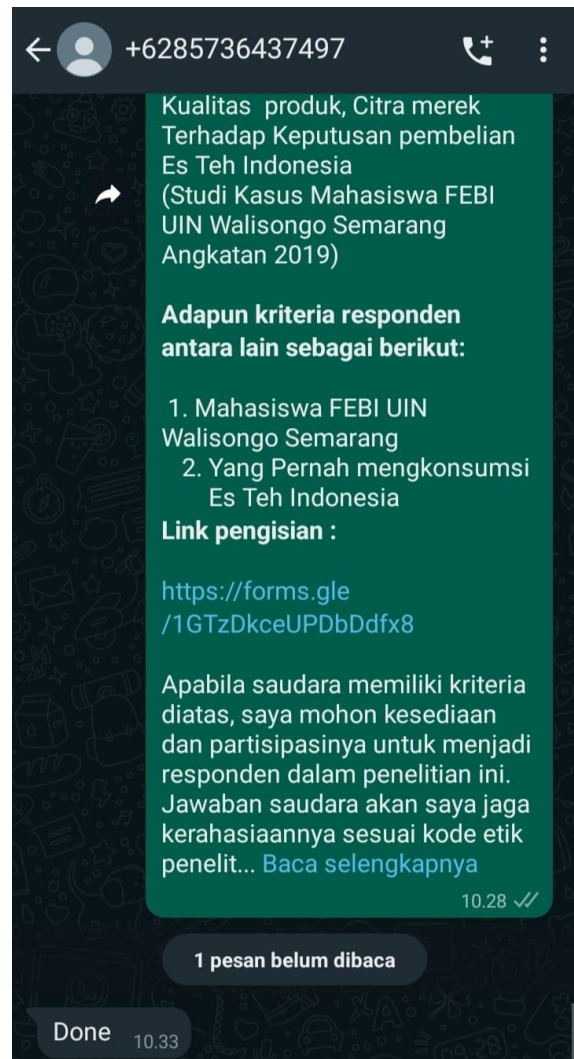 +6285736437497
Kualitas produk, Citra merek
Terhadap Keputusan pembelian
Es Teh Indonesia
(Studi Kasus Mahasiswa FEBI
UIN Walisongo Semarang
Angkatan 2019)
Adapun kriteria responden
antara lain sebagai berikut:
1. Mahasiswa FEBI UIN
Walisongo Semarang
2. Yang Pernah mengkonsumsi
Es Teh Indonesia
Link pengisian :
https://forms.gle
/1GTzDkceUPDbDdfx8
Apabila saudara memiliki kriteria
diatas, saya mohon kesediaan
dan partisipasinya untuk menjadi
responden dalam penelitian ini.
Jawaban saudara akan saya jaga
kerahasiaannya sesuai kode etik
penelit... Baca selengkapnya
10.28
1 pesan belum dibaca
Done 10.33